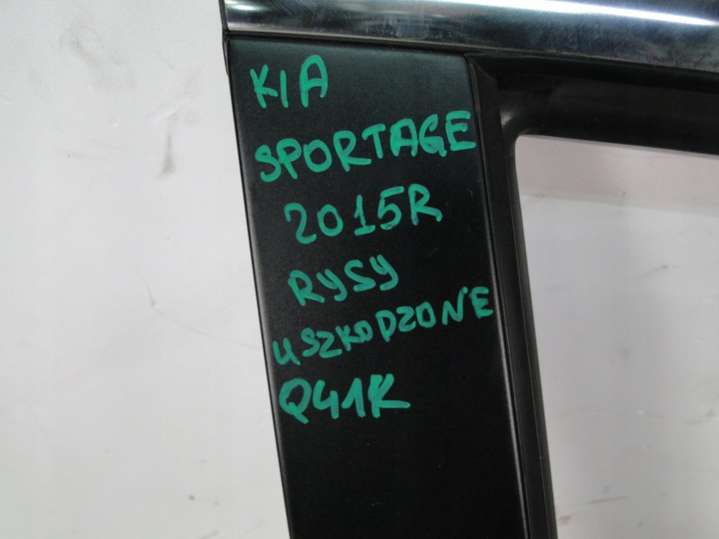 KIA
SPORTAGE
2015R
RYSY
USZKODZONE
Q41K